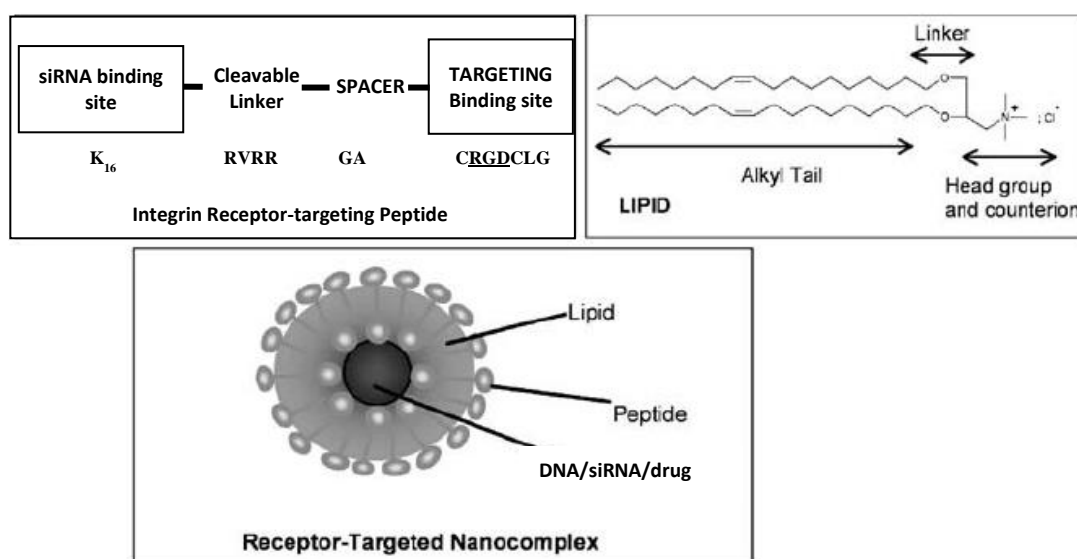 siRNA binding
site
Cleavable
Linker
SPACER
TARGETING
Binding site
K16
RVRR
GA
CRGDCLG
Integrin Receptor-targeting Peptide
Linker
O
O
N
+
;Cl-
Alkyl Tail
Head group
and counterion
LIPID
Lipid
Peptide
DNA/siRNA/drug
Receptor-Targeted Nanocomplex